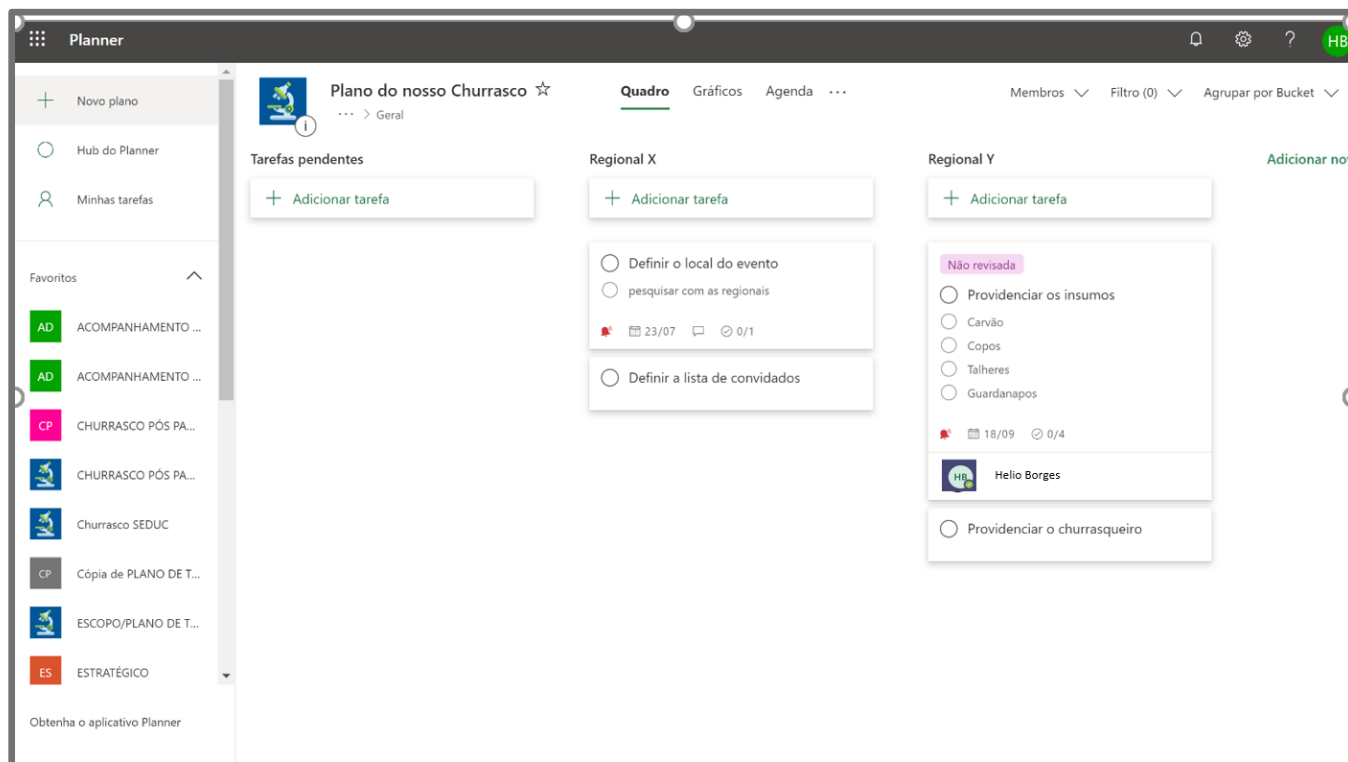 Planner
HB
Novo plano
Hub do Planner
Minhas tarefas
Favoritos
AD ACOMPANHAMENTO ...
AD ACOMPANHAMENTO ...
CP CHURRASCO PÓS PA...
CHURRASCO PÓS PA...
Churrasco SEDUC
CP Cópia de PLANO DE T...
ESCOPO/PLANO DE T...
ES ESTRATÉGICO
Obtenha o aplicativo Planner
Plano do nosso Churrasco
··· > Geral
Quadro Gráficos Agenda ···
Membros Filtro (0) Agrupar por Bucket
Tarefas pendentes
Adicionar tarefa
Regional X
Adicionar tarefa
Definir o local do evento
pesquisar com as regionais
23/07 0/1
Definir a lista de convidados
Regional Y
Adicionar tarefa
Não revisada
Providenciar os insumos
Carvão
Copos
Talheres
Guardanapos
18/09 0/4
HB Helio Borges
Providenciar o churrasqueiro
Adicionar nov